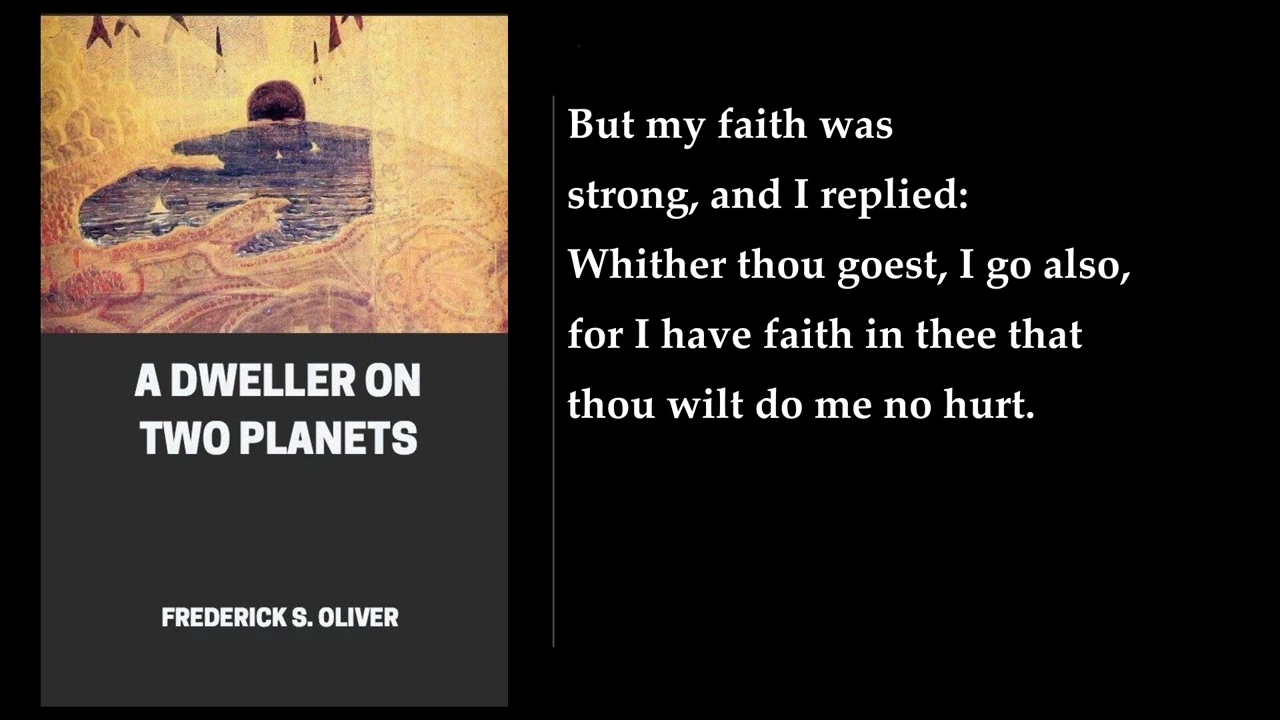 A DWELLER ON
TWO PLANETS
FREDERICK S. OLIVER
But my faith was
strong, and I replied:
Whither thou goest, I go also,
for I have faith in thee that
thou wilt do me no hurt.